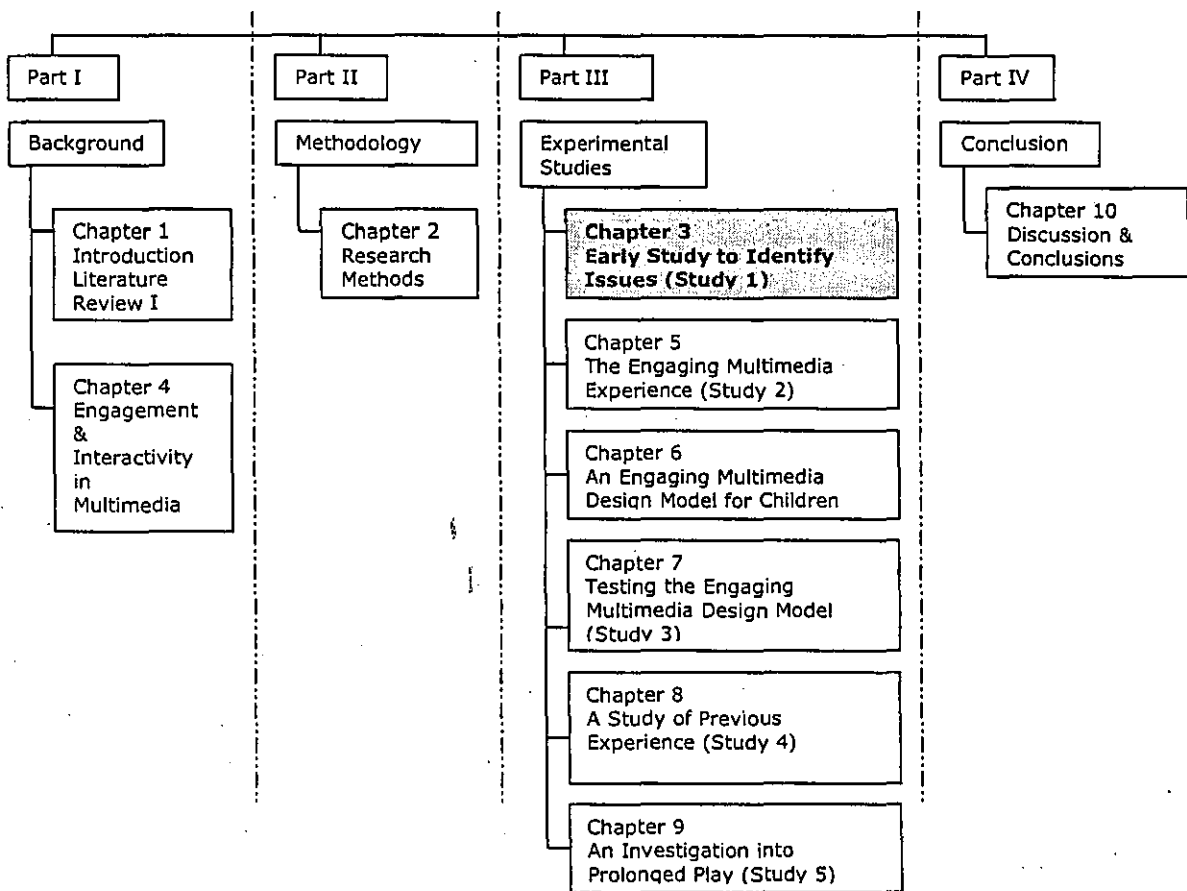 Part I
Part II
Part III
Part IV
Background
Methodology
Experimental
Studies
Conclusion
Chapter 1
Introduction
Literature
Review I
Chapter 4
Engagement
&
Interactivity
in
Multimedia
Chapter 2
Research
Methods
Chapter 3
Early Study to Identify
Issues (Study 1)
Chapter 5
The Engaging Multimedia
Experience (Study 2)
Chapter 6
An Engaging Multimedia
Design Model for Children
Chapter 7
Testing the Engaging
Multimedia Design Model
(Study 3)
Chapter 8
A Study of Previous
Experience (Study 4)
Chapter 9
An Investigation into
Prolonged Play (Study 5)
Chapter 10
Discussion &
Conclusions